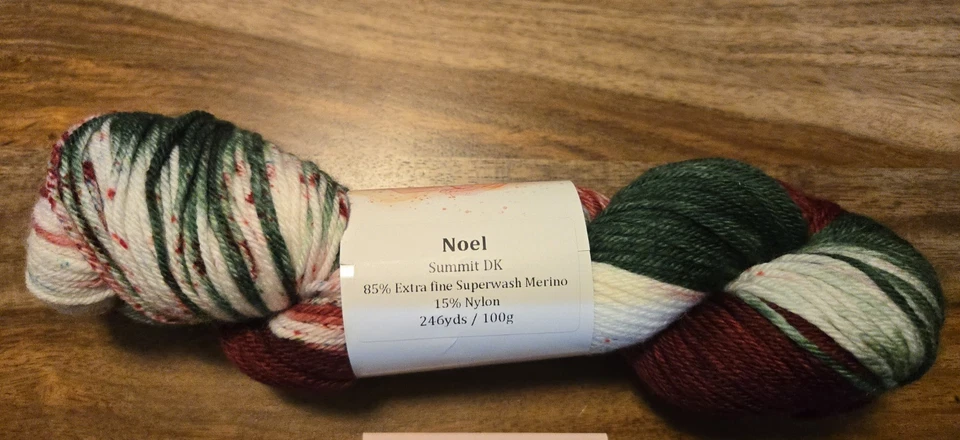 Noel
Summit DK
85% Extra fine Superwash Merino
15% Nylon
246yds / 100g